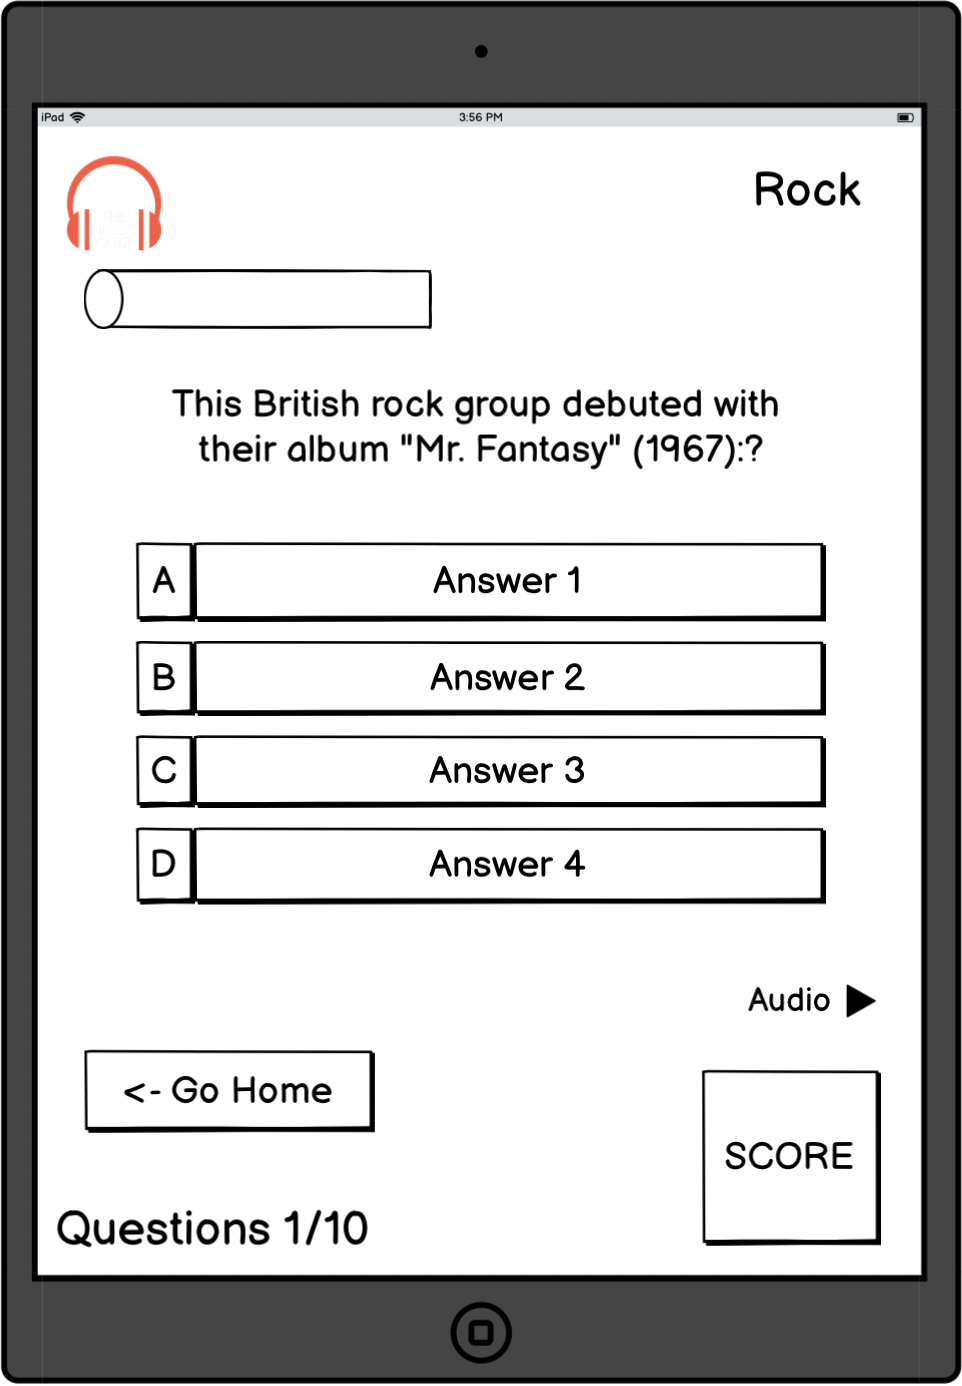 iPad
3:56 PM
Rock
This British rock group debuted with
their album "Mr. Fantasy" (1967):?
A
Answer 1
B
Answer 2
C
Answer 3
D
Answer 4
Audio
<- Go Home
SCORE
Questions 1/10